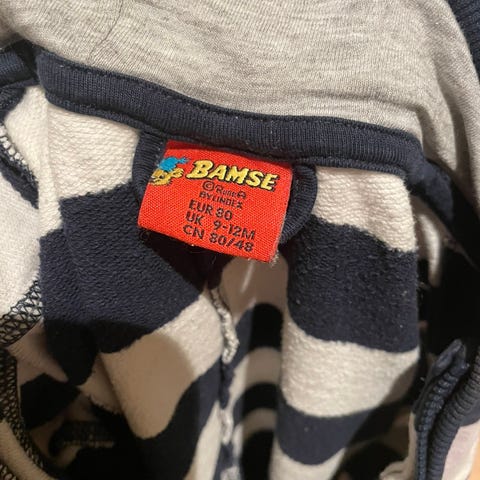 BAMSE
© Rune A
BY LINDEX
EUR 80
UK 9-12M
CN 80/48